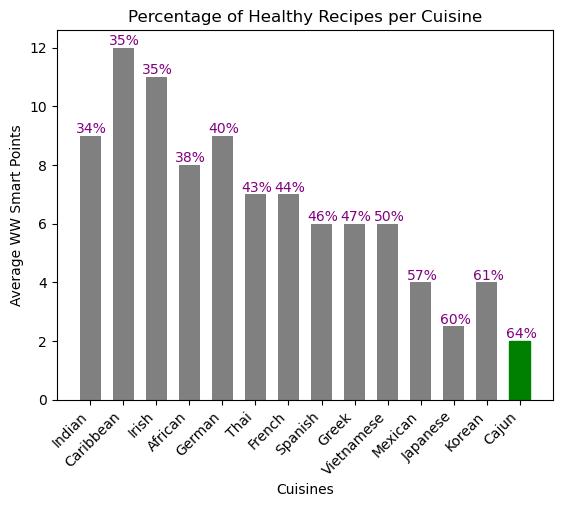 Percentage of Healthy Recipes per Cuisine
Average WW Smart Points
12
10
8
6
4
2
0
34%
35%
35%
38%
40%
43%
44%
46%
47%
50%
57%
60%
61%
64%
Indian
Caribbean
Irish
African
German
Thai
French
Spanish
Greek
Vietnamese
Mexican
Japanese
Korean
Cajun
Cuisines